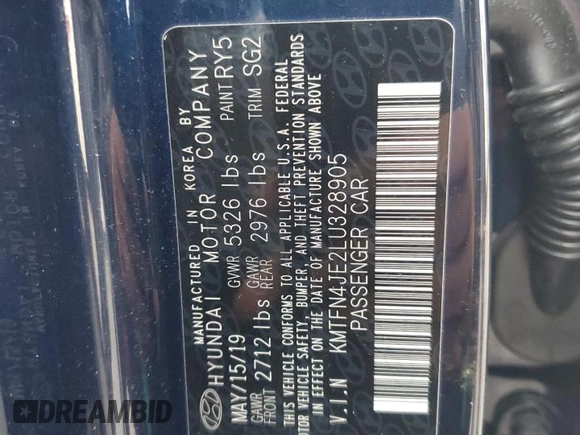 MANUFACTURED IN KOREA BY
HYUNDAI MOTOR COMPANY
MAY/15/19 GVWR 5326 lbs PAINT RY5
GAWR FRONT 2712 lbs GAWR REAR 2976 lbs TRIM SG2
THIS VEHICLE CONFORMS TO ALL APPLICABLE U.S.A. FEDERAL
MOTOR VEHICLE SAFETY, BUMPER, AND THEFT PREVENTION STANDARDS
IN EFFECT ON THE DATE OF MANUFACTURE SHOWN ABOVE
V.I.N KMTFN4JE2LU328905
PASSENGER CAR
DREAMBID